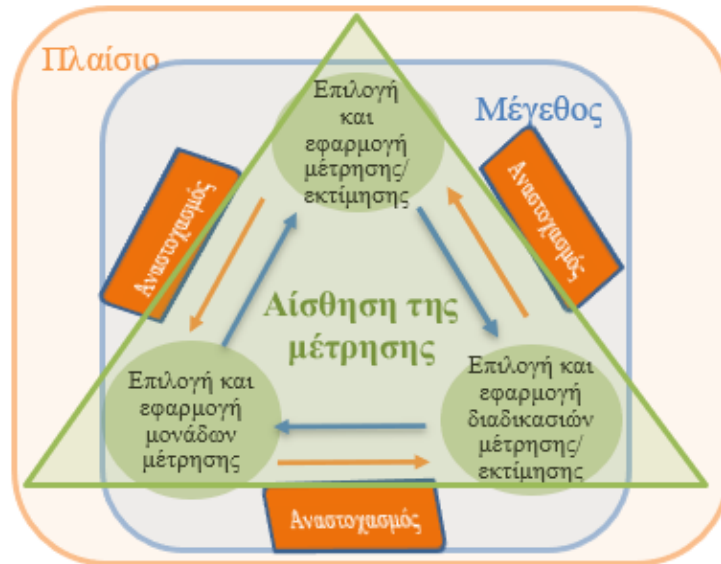 Πλαίσιο
Μέγεθος
Επιλογή
και
εφαρμογή
μέτρησης/
εκτίμησης
Αναστοχασμός
Αναστοχασμός
Αίσθηση της
μέτρησης
Επιλογή και
εφαρμογή
μονάδων
μέτρησης
Επιλογή και
εφαρμογή
διαδικασιών
μέτρησης/
εκτίμησης
Αναστοχασμός